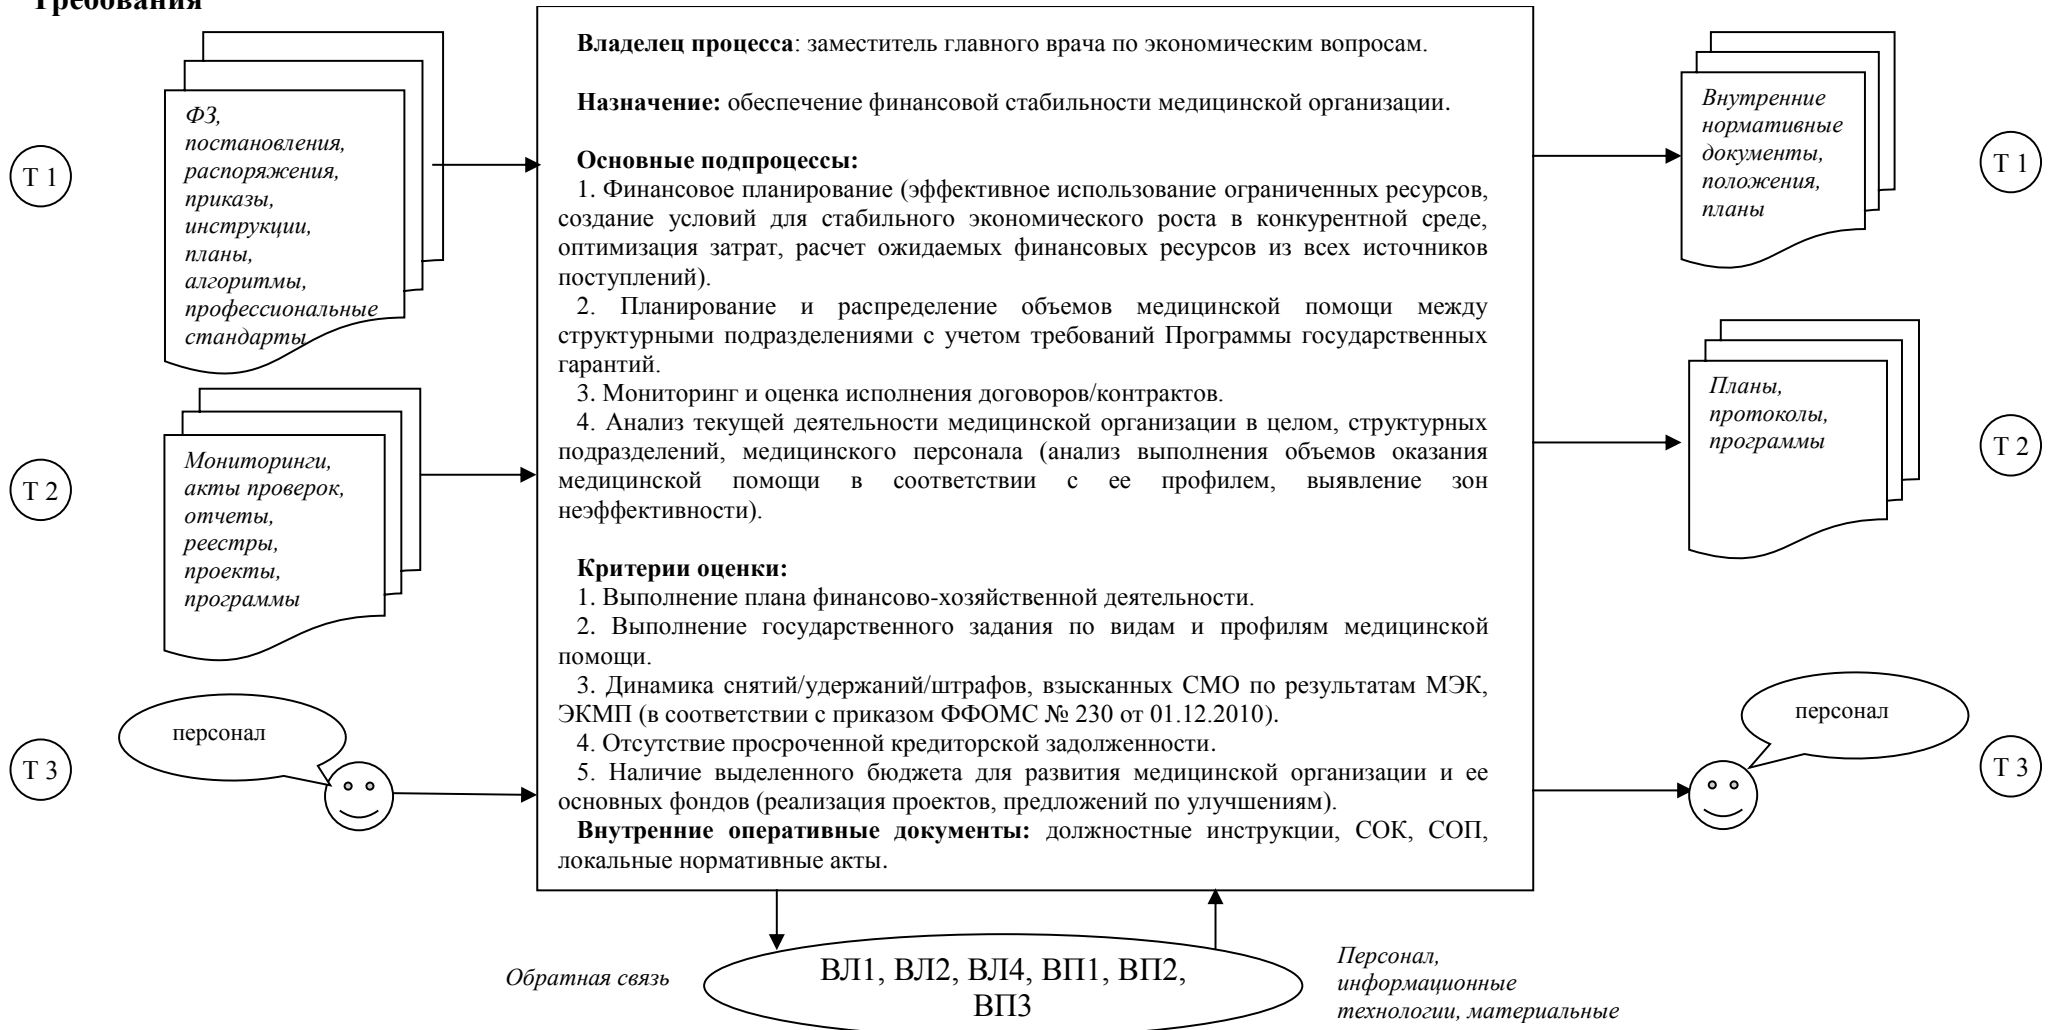 Требования
Т 1
ФЗ,
постановления,
распоряжения,
приказы,
инструкции,
планы,
алгоритмы,
профессиональные
стандарты
Т 2
Мониторинги,
акты проверок,
отчеты,
реестры,
проекты,
программы
Т 3
персонал
Владелец процесса: заместитель главного врача по экономическим вопросам.
Назначение: обеспечение финансовой стабильности медицинской организации.
Основные подпроцессы:
1. Финансовое планирование (эффективное использование ограниченных ресурсов,
создание условий для стабильного экономического роста в конкурентной среде,
оптимизация затрат, расчет ожидаемых финансовых ресурсов из всех источников
поступлений).
2. Планирование и распределение объемов медицинской помощи между
структурными подразделениями с учетом требований Программы государственных
гарантий.
3. Мониторинг и оценка исполнения договоров/контрактов.
4. Анализ текущей деятельности медицинской организации в целом, структурных
подразделений, медицинского персонала (анализ выполнения объемов оказания
медицинской помощи в соответствии с ее профилем, выявление зон
неэффективности).
Критерии оценки:
1. Выполнение плана финансово-хозяйственной деятельности.
2. Выполнение государственного задания по видам и профилям медицинской
помощи.
3. Динамика снятий/удержаний/штрафов, взысканных СМО по результатам МЭК,
ЭКМП (в соответствии с приказом ФФОМС № 230 от 01.12.2010).
4. Отсутствие просроченной кредиторской задолженности.
5. Наличие выделенного бюджета для развития медицинской организации и ее
основных фондов (реализация проектов, предложений по улучшениям).
Внутренние оперативные документы: должностные инструкции, СОК, СОП,
локальные нормативные акты.
Внутренние
нормативные
документы,
положения,
планы
Т 1
Планы,
протоколы,
программы
Т 2
персонал
Т 3
Обратная связь
ВЛ1, ВЛ2, ВЛ4, ВП1, ВП2,
ВП3
Персонал,
информационные
технологии, материальные